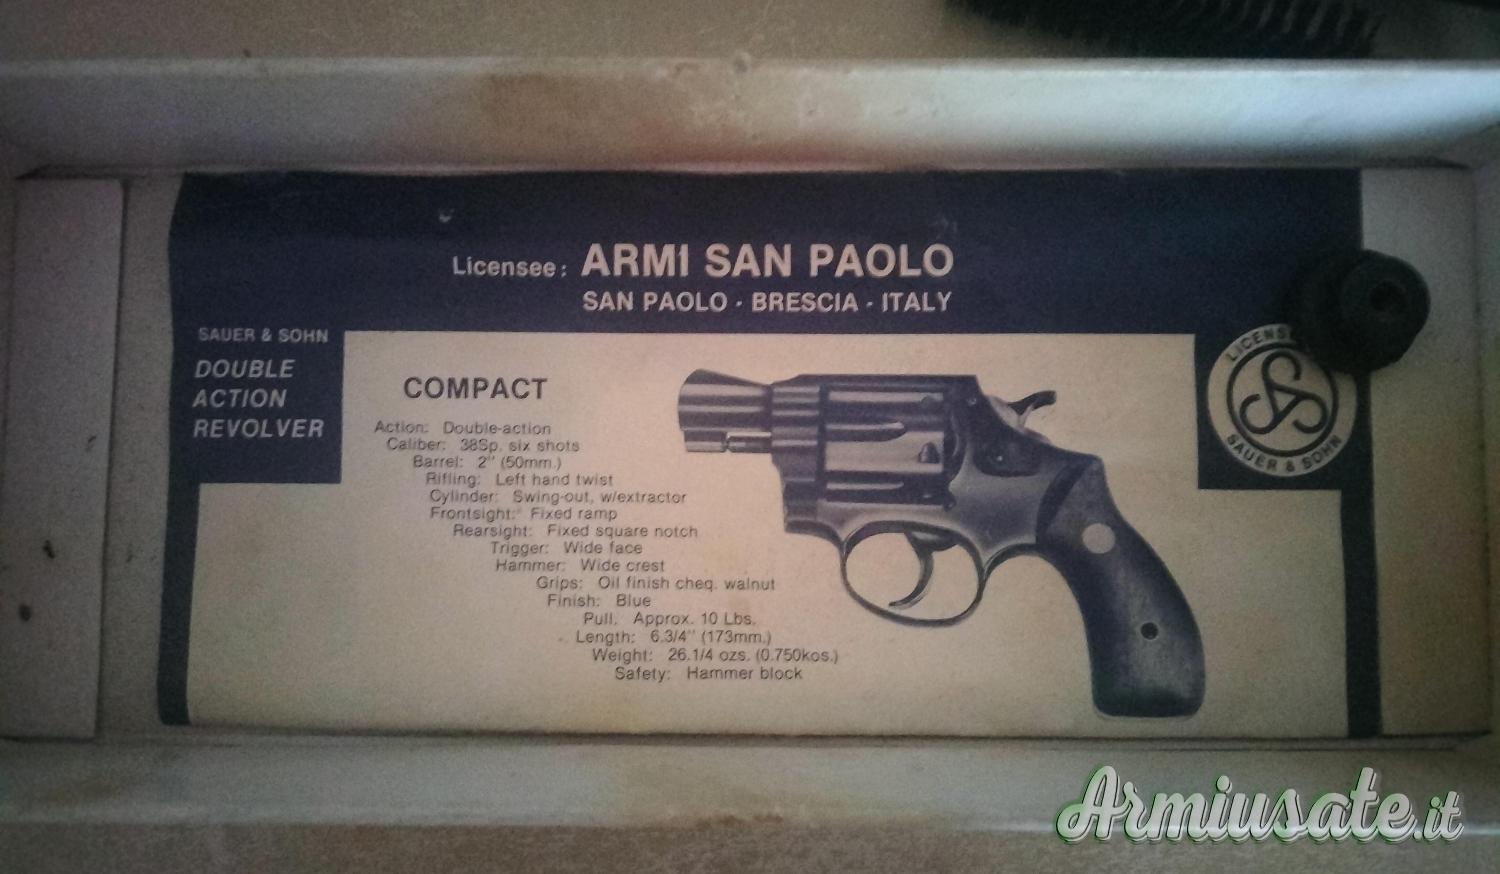 Licensee: ARMI SAN PAOLO
SAN PAOLO - BRESCIA - ITALY
SAUER & SOHN
DOUBLE
ACTION
REVOLVER
COMPACT
Action: Double-action
Caliber: 38Sp. six shots
Barrel: 2" (50mm.)
Rifling: Left hand twist
Cylinder: Swing-out, w/extractor
Frontsight: Fixed ramp
Rearsight: Fixed square notch
Trigger: Wide face
Hammer: Wide crest
Grips: Oil finish cheq. walnut
Finish: Blue
Pull: Approx. 10 Lbs.
Length: 6.3/4" (173mm.)
Weight: 26.1/4 ozs. (0.750kos.)
Safety: Hammer block
SAUER & SOHN
Armiusate.it